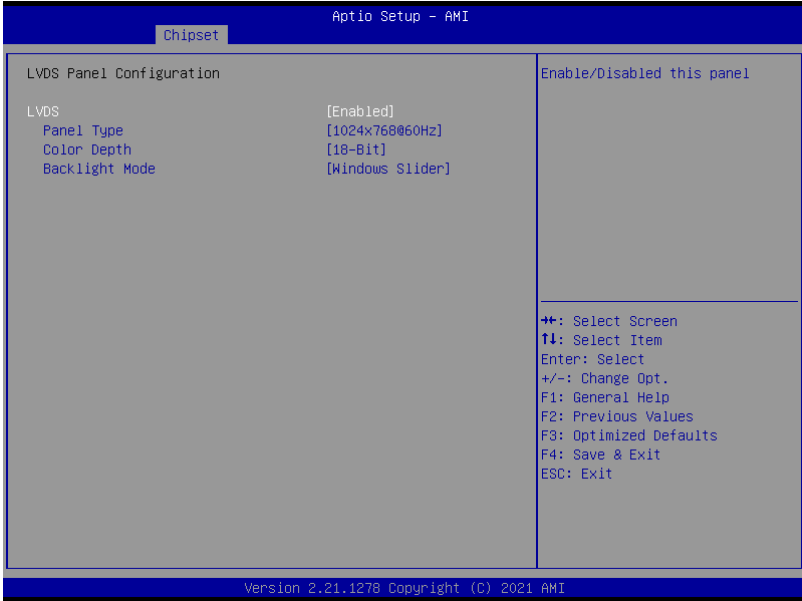 Aptio Setup – AMI
Chipset
LVDS Panel Configuration
LVDS [Enabled]
Panel Type [1024x768@60Hz]
Color Depth [18-Bit]
Backlight Mode [Windows Slider]
Enable/Disabled this panel
→←: Select Screen
↑↓: Select Item
Enter: Select
+/-: Change Opt.
F1: General Help
F2: Previous Values
F3: Optimized Defaults
F4: Save & Exit
ESC: Exit
Version 2.21.1278 Copyright (C) 2021 AMI